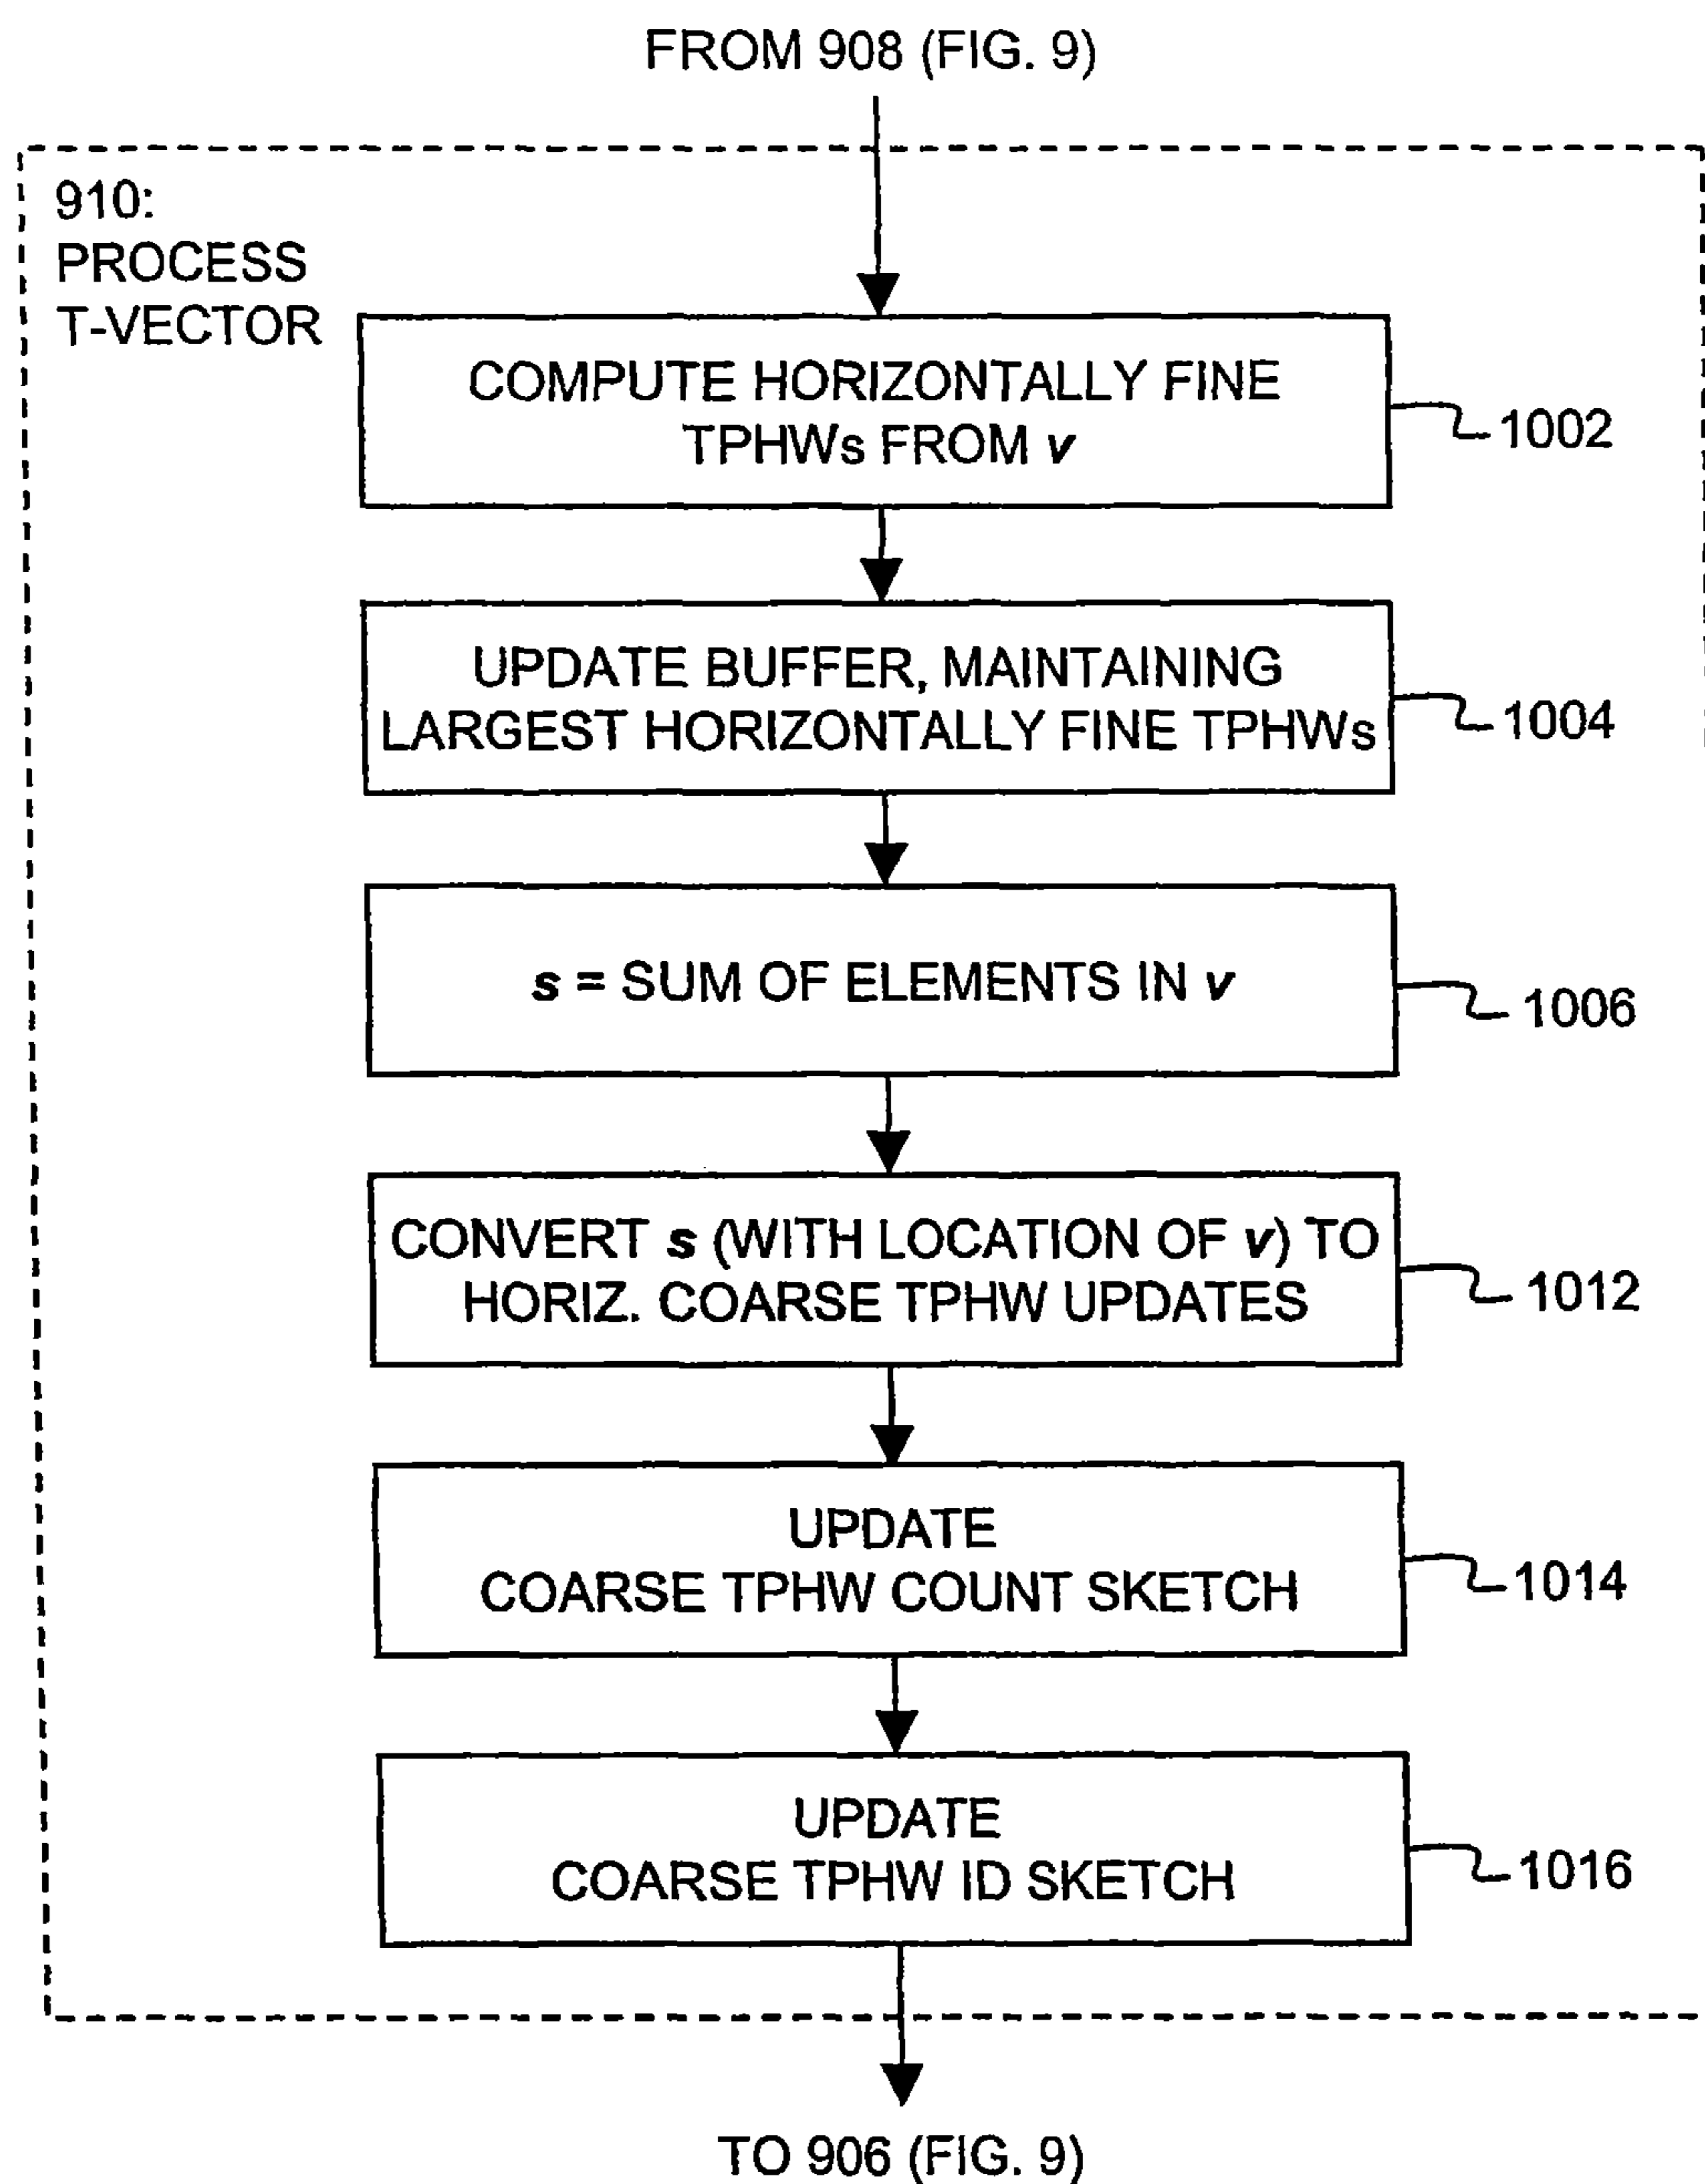 FROM 908 (FIG. 9)
910:
PROCESS
T-VECTOR
COMPUTE HORIZONTALLY FINE
TPHWs FROM v
1002
UPDATE BUFFER, MAINTAINING
LARGEST HORIZONTALLY FINE TPHWs
1004
s = SUM OF ELEMENTS IN v
1006
CONVERT s (WITH LOCATION OF v) TO
HORIZ. COARSE TPHW UPDATES
1012
UPDATE
COARSE TPHW COUNT SKETCH
1014
UPDATE
COARSE TPHW ID SKETCH
1016
TO 906 (FIG. 9)